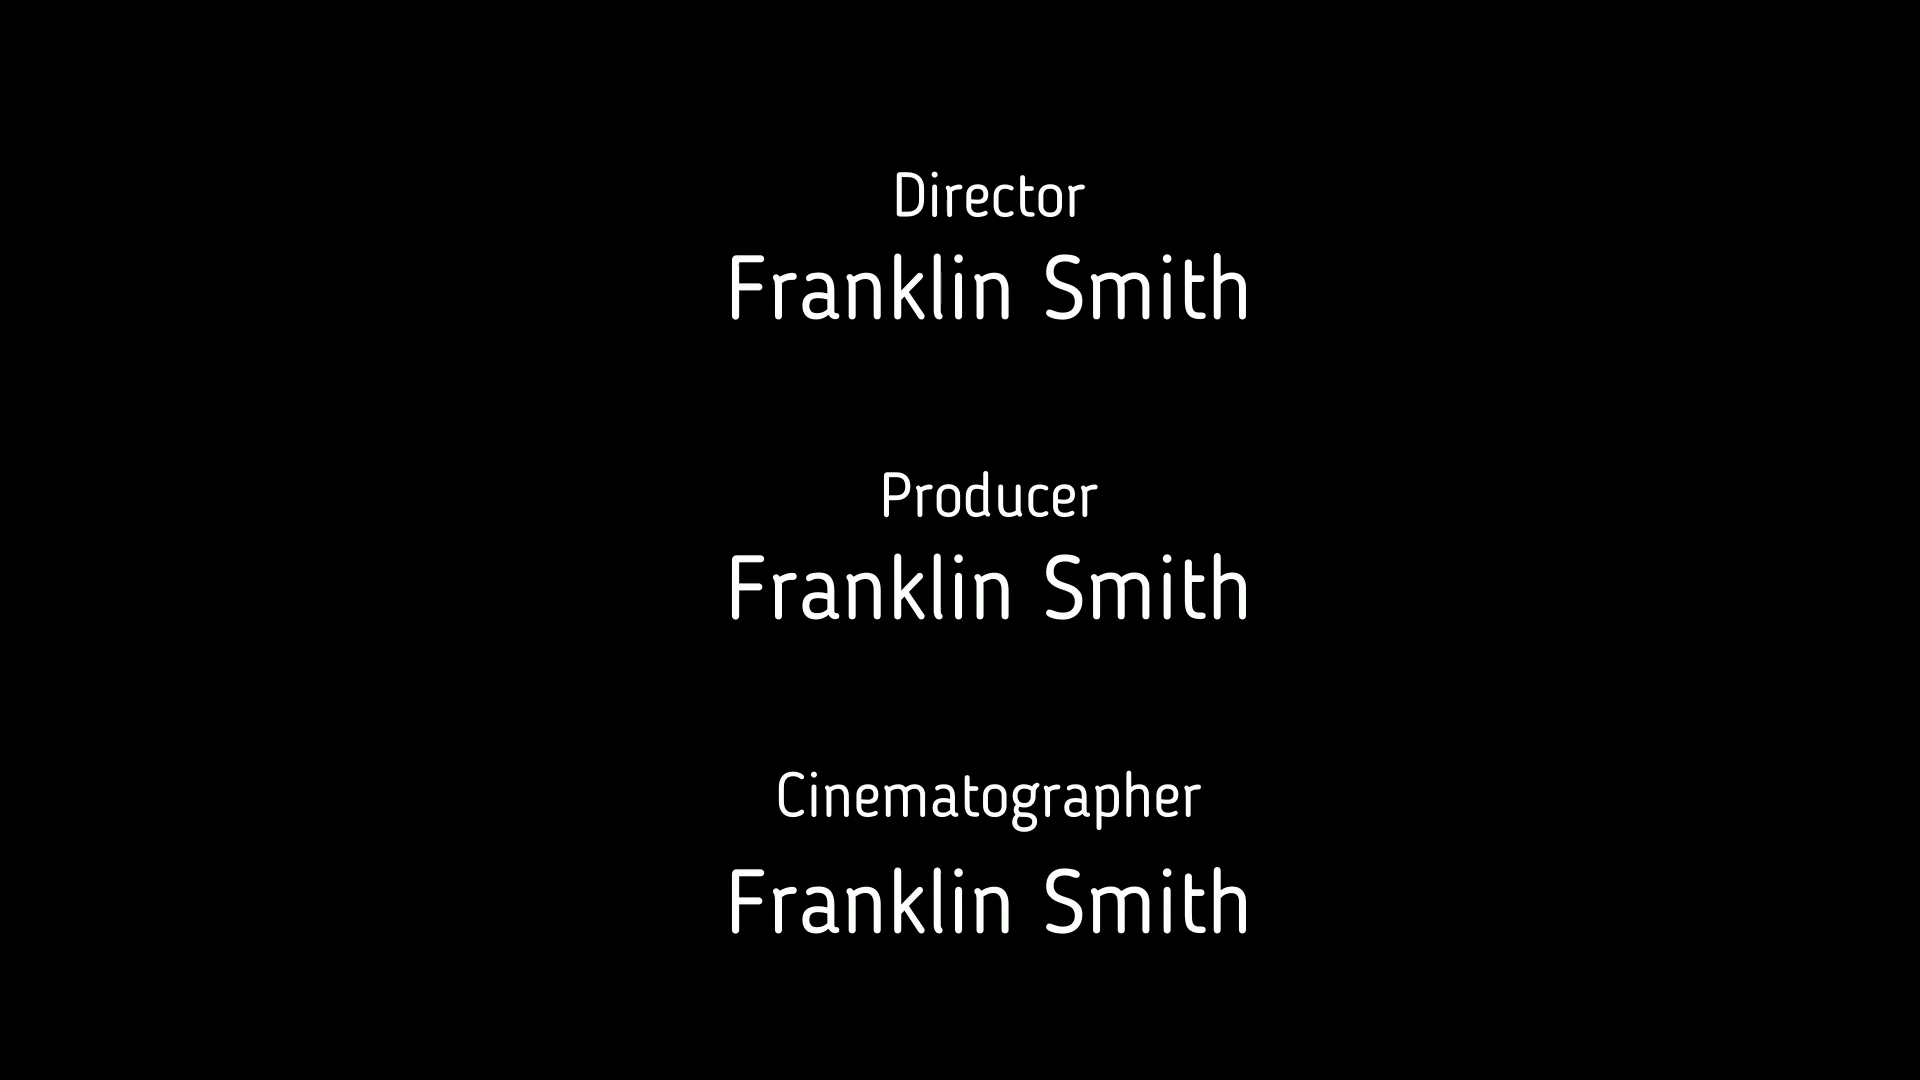 Director
Franklin Smith
Producer
Franklin Smith
Cinematographer
Franklin Smith